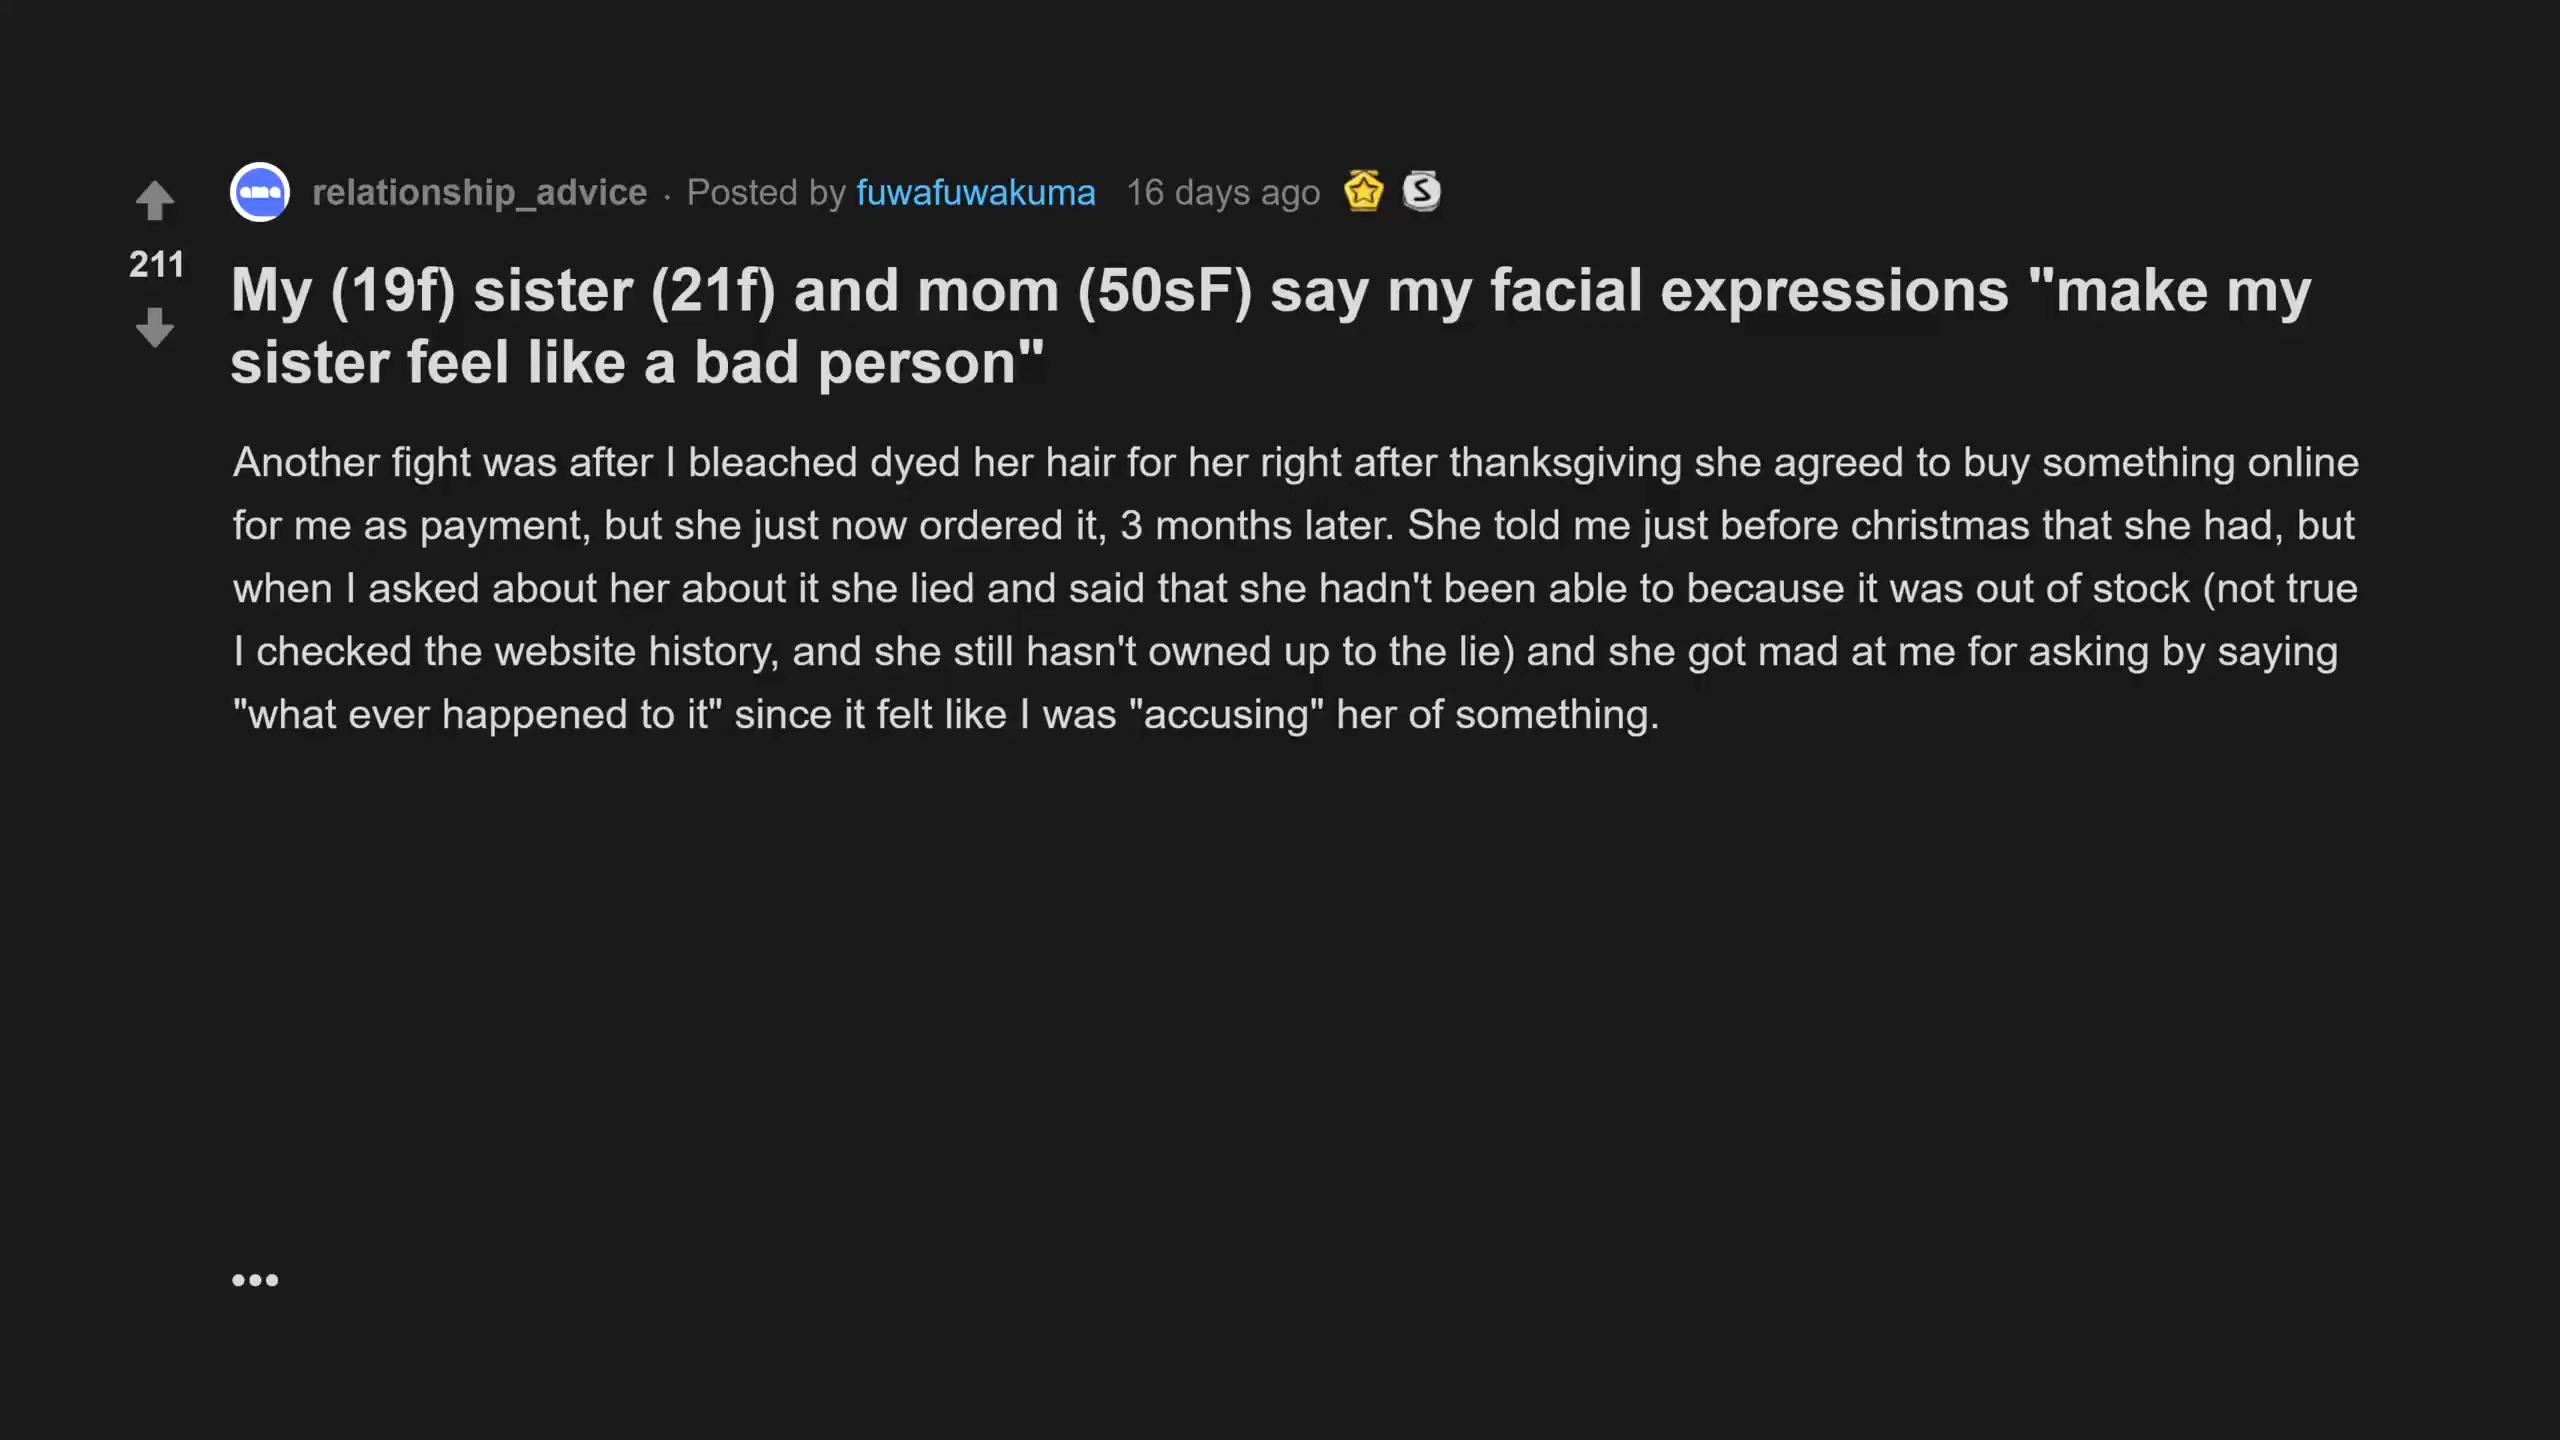 relationship_advice · Posted by fuwafuwakuma 16 days ago
211
My (19f) sister (21f) and mom (50sF) say my facial expressions "make my
sister feel like a bad person"
Another fight was after I bleached dyed her hair for her right after thanksgiving she agreed to buy something online
for me as payment, but she just now ordered it, 3 months later. She told me just before christmas that she had, but
when I asked about her about it she lied and said that she hadn't been able to because it was out of stock (not true
I checked the website history, and she still hasn't owned up to the lie) and she got mad at me for asking by saying
"what ever happened to it" since it felt like I was "accusing" her of something.
•••